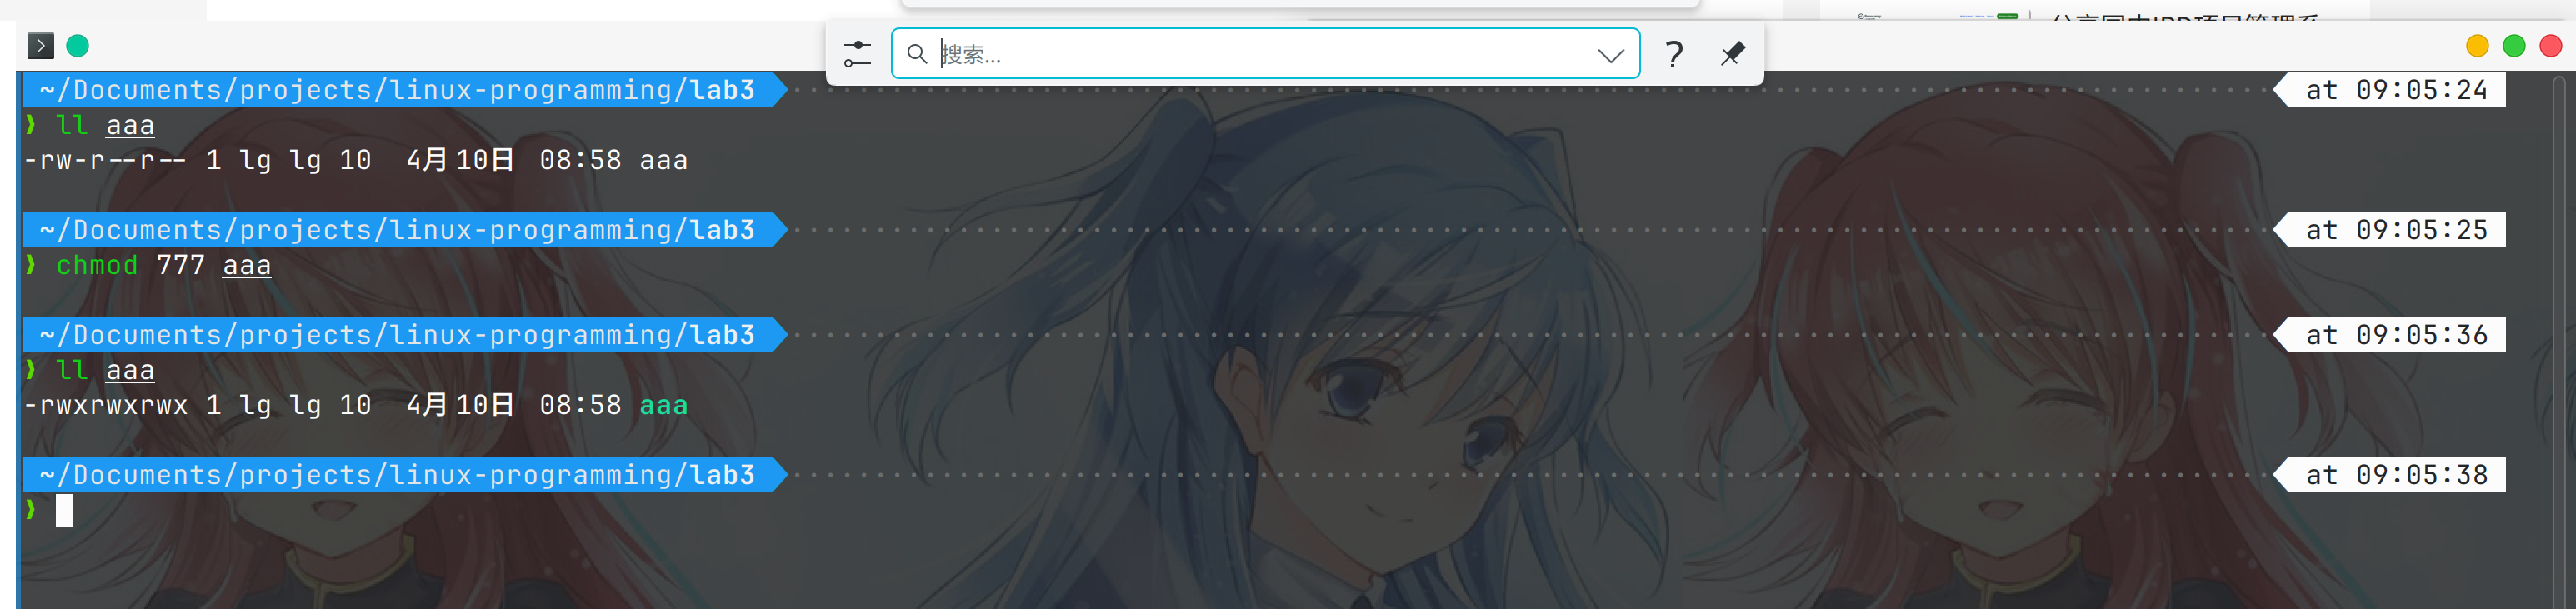 搜索...
~/Documents/projects/linux-programming/lab3 at 09:05:24
❯ ll aaa
-rw-r--r-- 1 lg lg 10 4月 10日 08:58 aaa
~/Documents/projects/linux-programming/lab3 at 09:05:25
❯ chmod 777 aaa
~/Documents/projects/linux-programming/lab3 at 09:05:36
❯ ll aaa
-rwxrwxrwx 1 lg lg 10 4月 10日 08:58 aaa
~/Documents/projects/linux-programming/lab3 at 09:05:38
❯